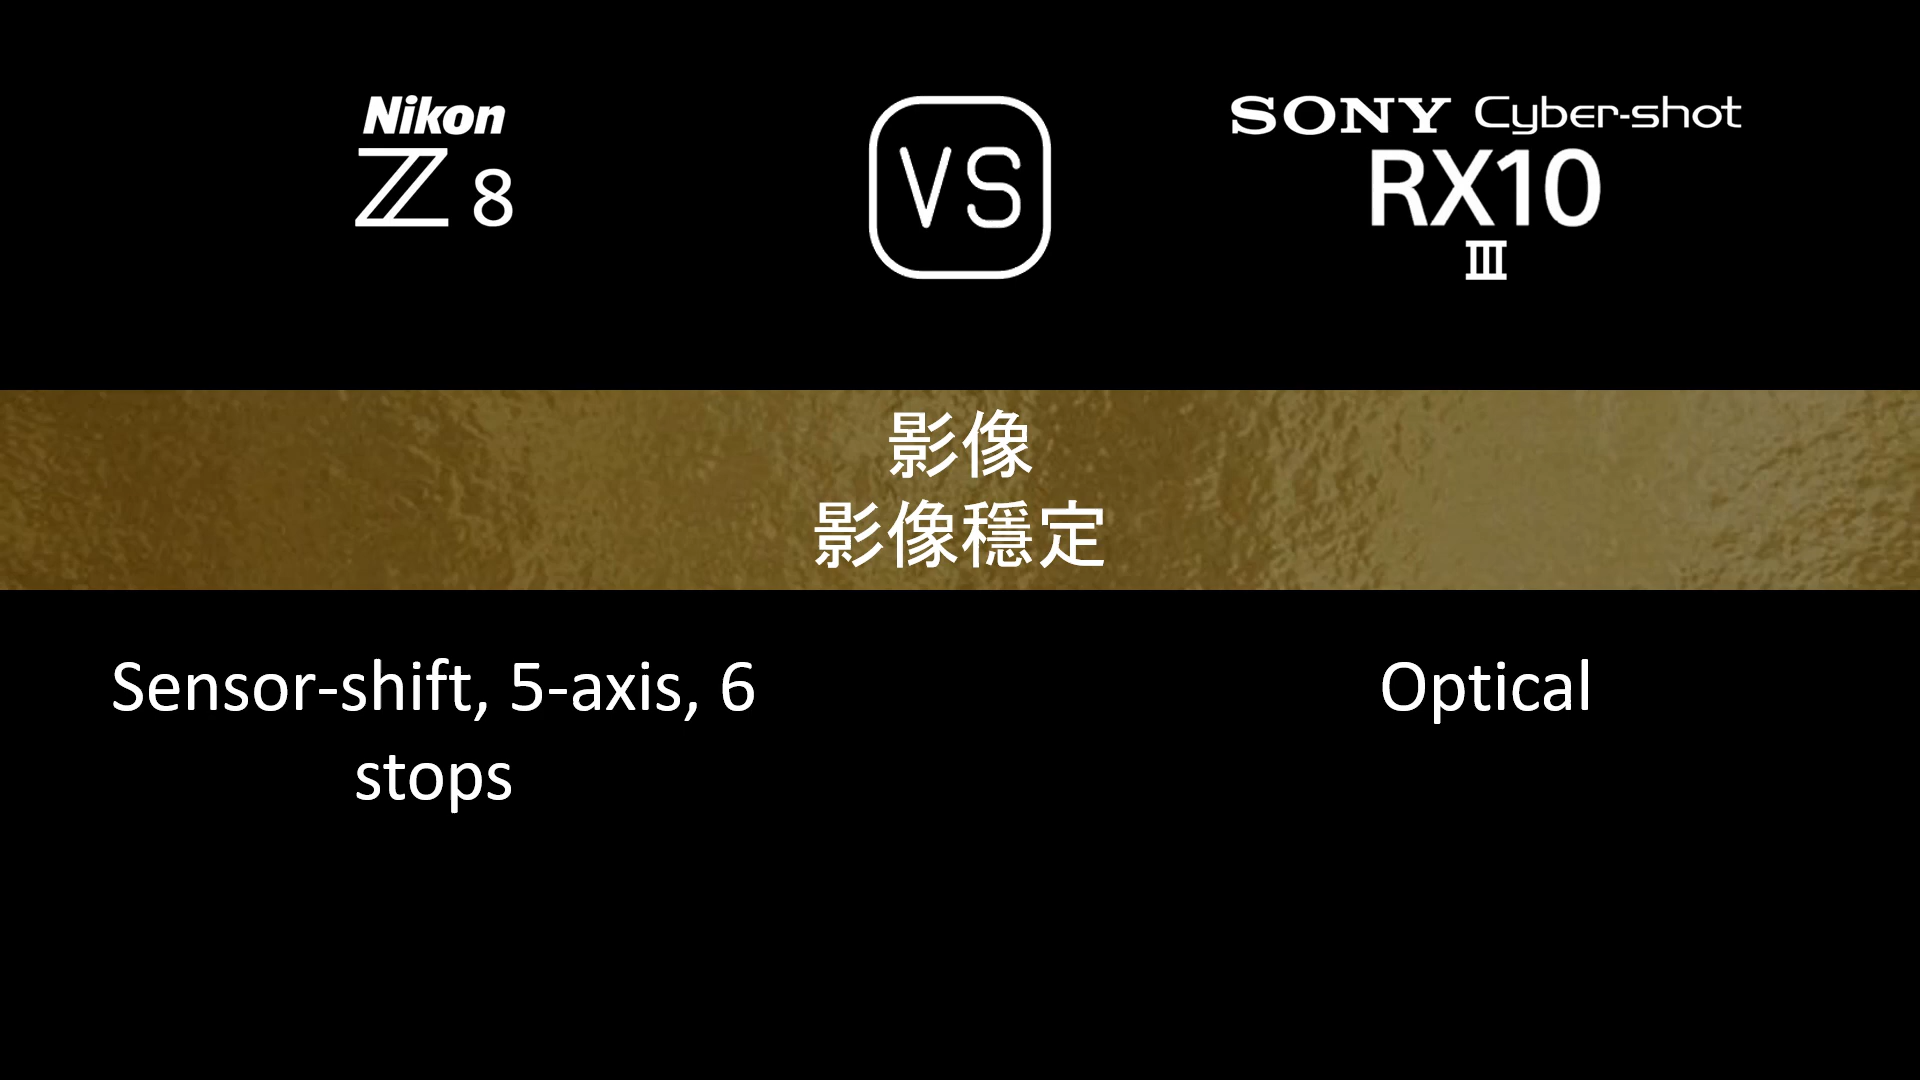 Nikon
Z 8
VS
SONY Cyber-shot
RX10
III
影像
影像穩定
Sensor-shift, 5-axis, 6
stops
Optical